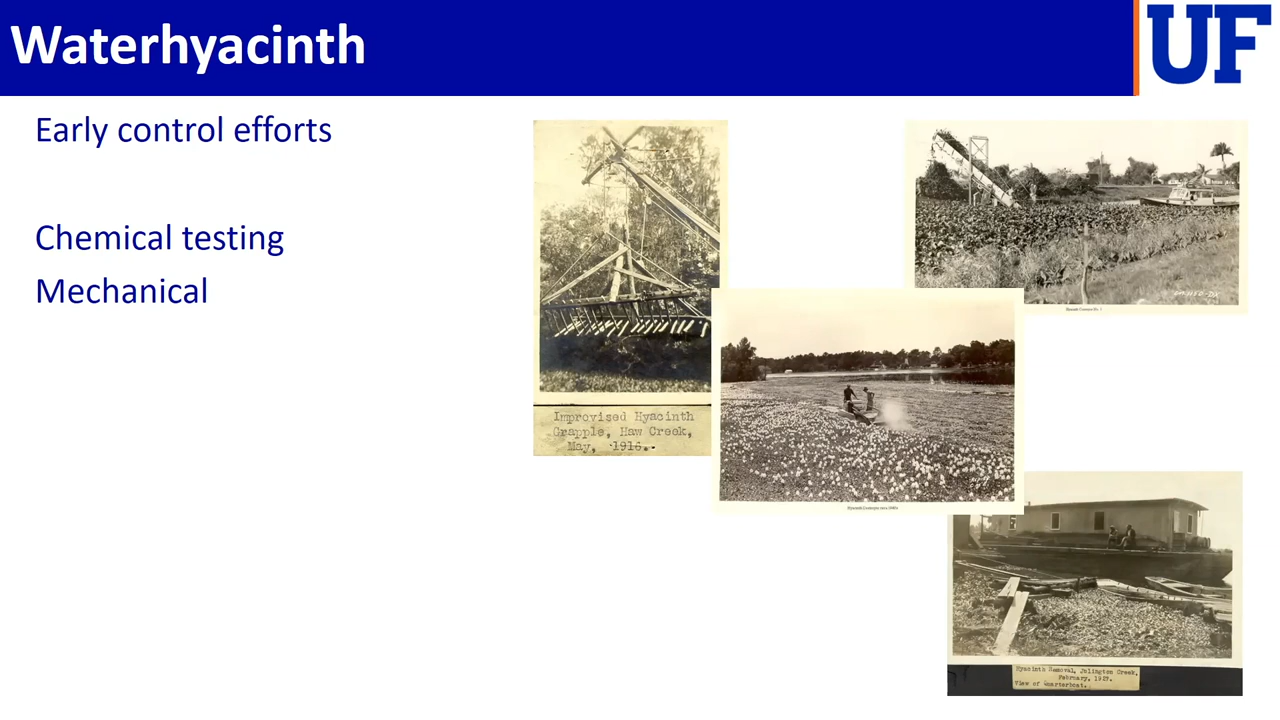 Waterhyacinth
UF
Early control efforts
Chemical testing
Mechanical
Improvised Hyacinth
Grapple, Haw Creek,
May, 1916.
Hyacinth Removal, Julington Creek,
February, 1927.
View of Quarterboat.